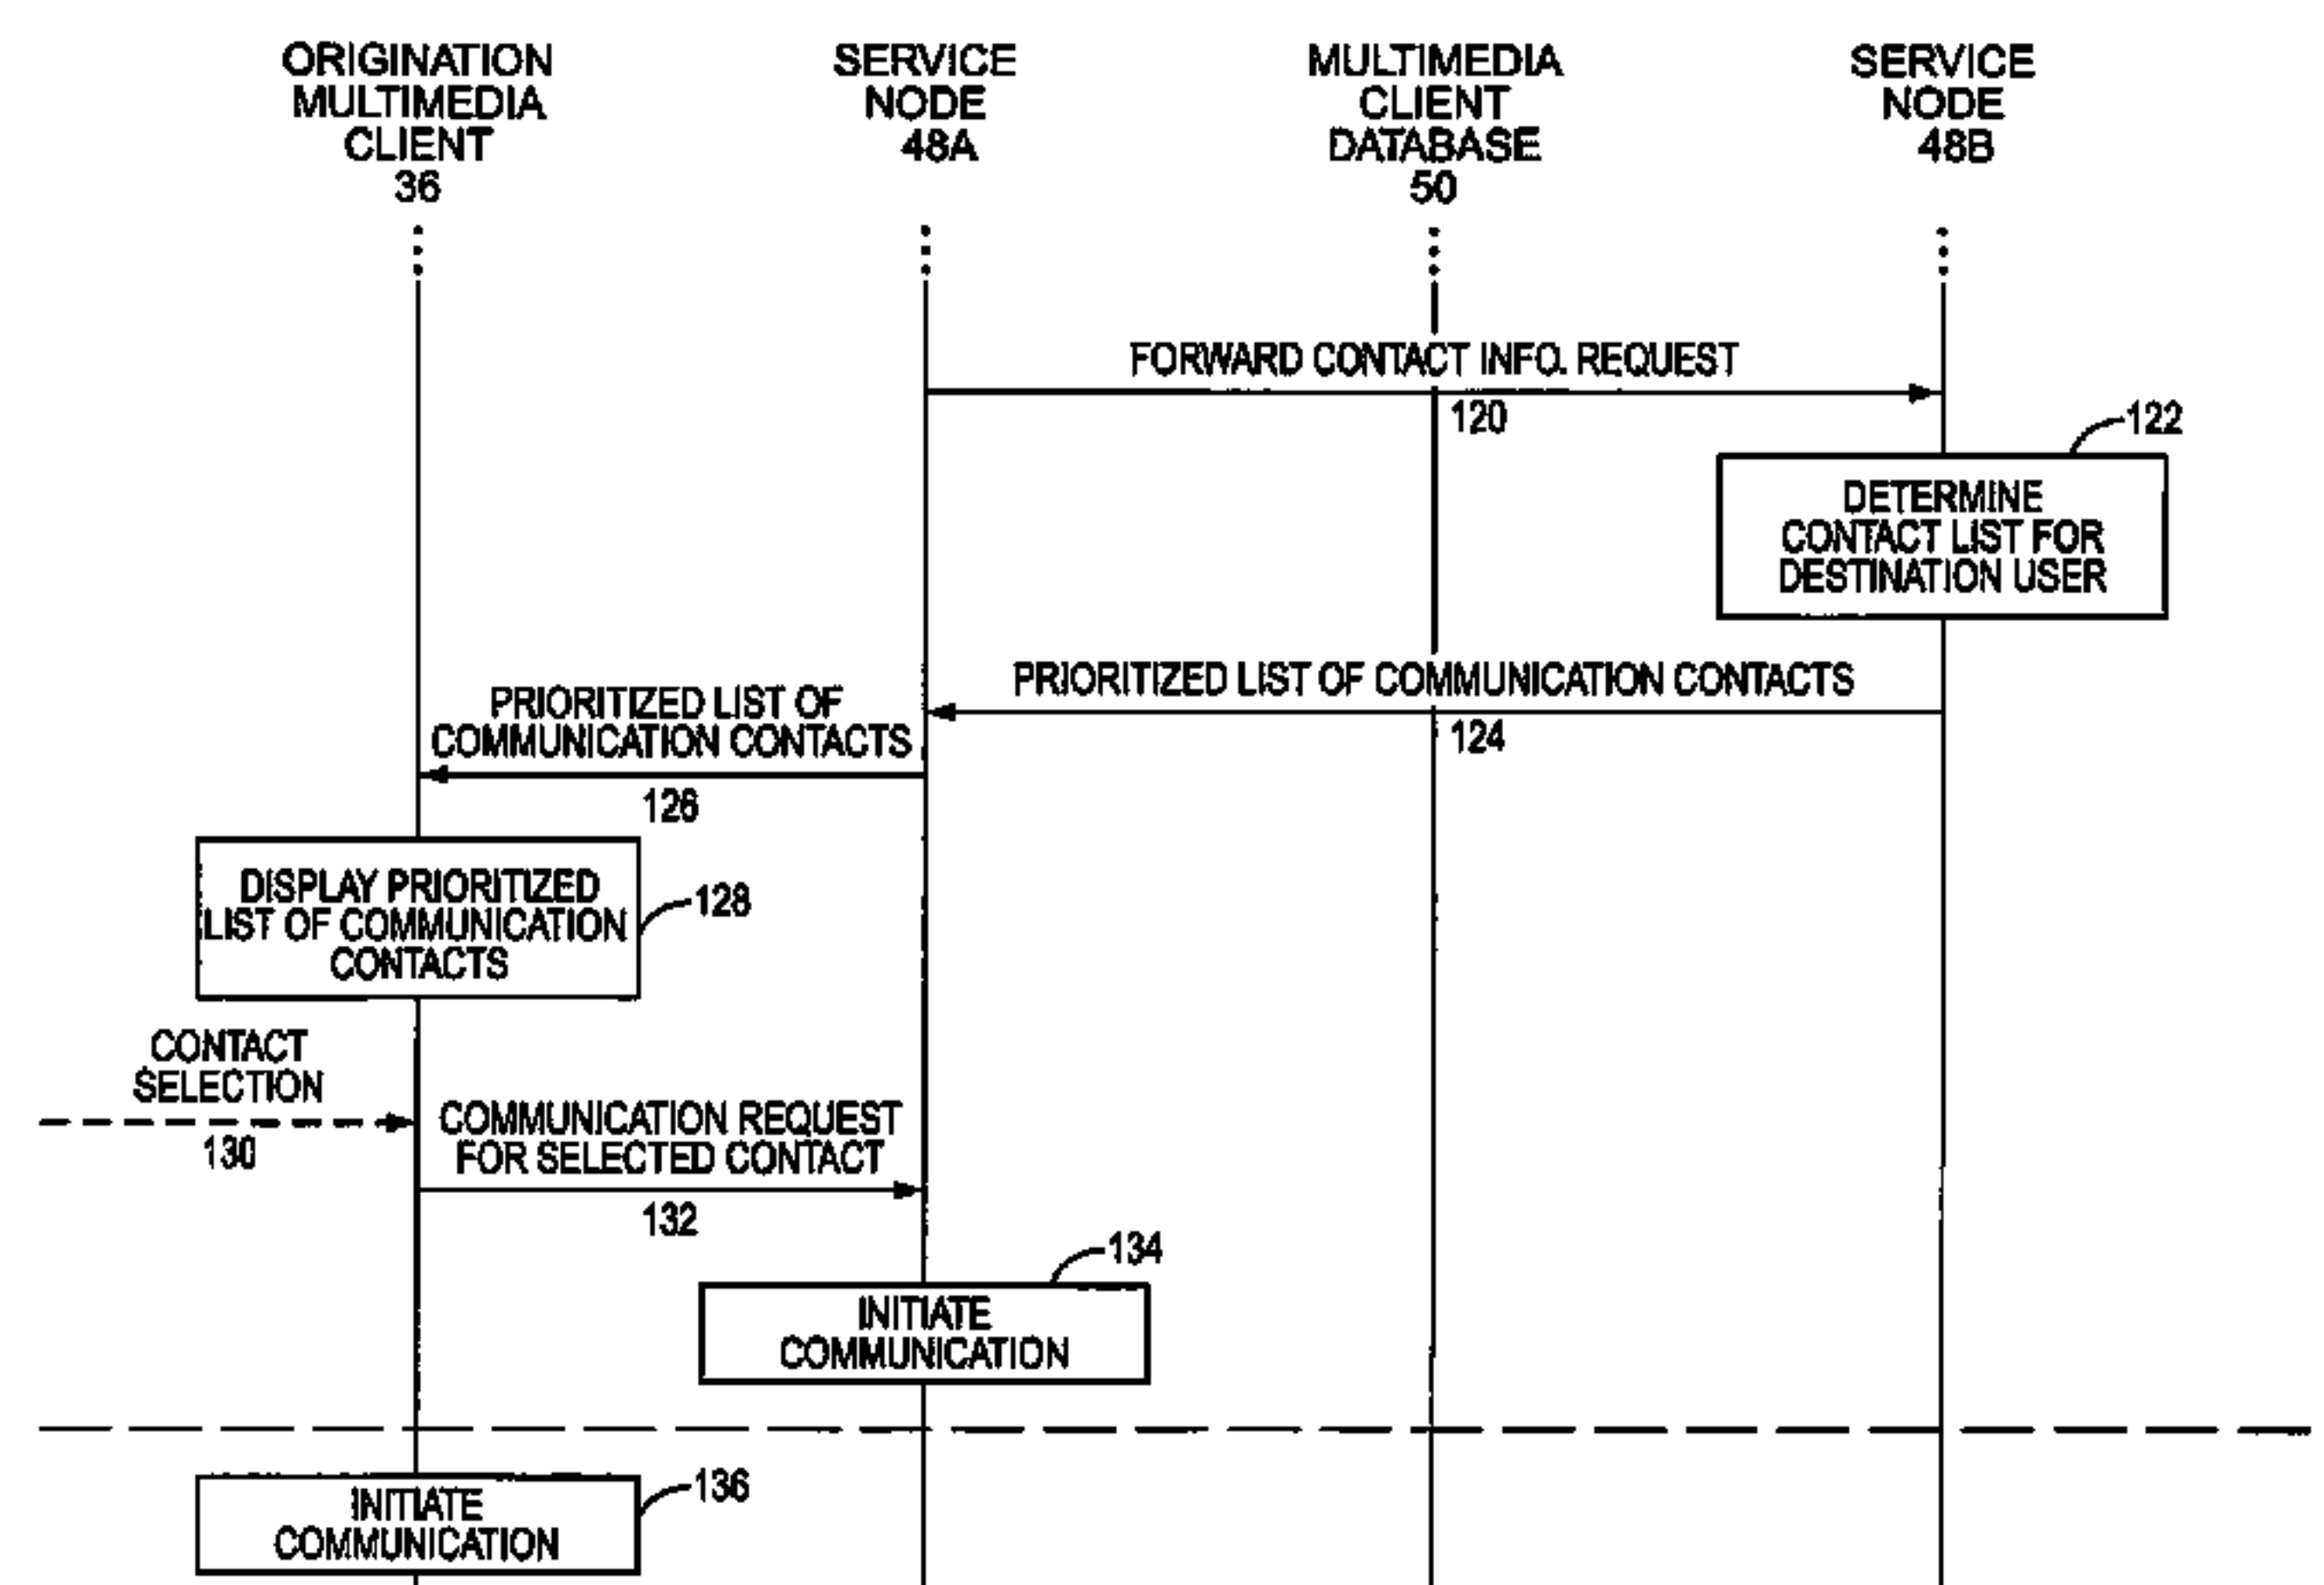 ORIGINATION
MULTIMEDIA
CLIENT
36
SERVICE
NODE
48A
MULTIMEDIA
CLIENT
DATABASE
50
SERVICE
NODE
48B
FORWARD CONTACT INFO. REQUEST
120
122
DETERMINE
CONTACT LIST FOR
DESTINATION USER
PRIORITIZED LIST OF COMMUNICATION CONTACTS
124
PRIORITIZED LIST OF
COMMUNICATION CONTACTS
126
DISPLAY PRIORITIZED
LIST OF COMMUNICATION
CONTACTS
128
CONTACT
SELECTION
130
COMMUNICATION REQUEST
FOR SELECTED CONTACT
132
134
INITIATE
COMMUNICATION
136
INITIATE
COMMUNICATION